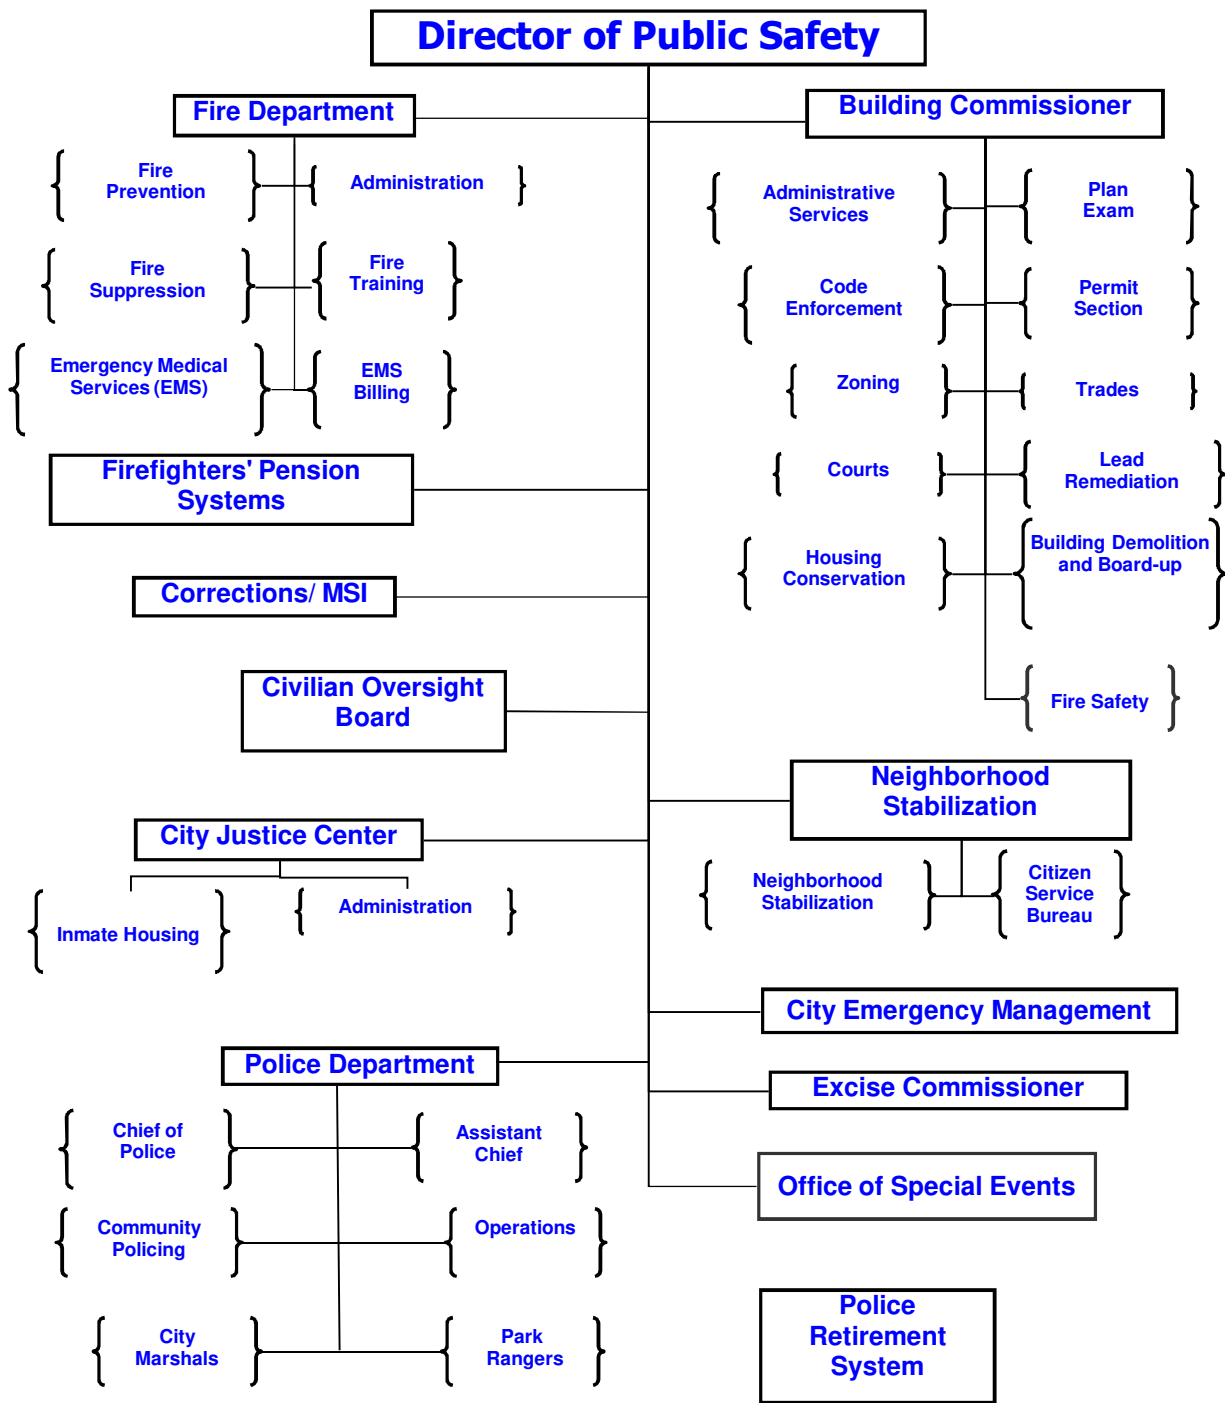 Director of Public Safety
Fire Department
Fire
Prevention
Administration
Fire
Suppression
Fire
Training
Emergency Medical
Services (EMS)
EMS
Billing
Firefighters' Pension
Systems
Corrections/ MSI
Civilian Oversight
Board
City Justice Center
Inmate Housing
Administration
Police Department
Chief of
Police
Assistant
Chief
Community
Policing
Operations
City
Marshals
Park
Rangers
Building Commissioner
Administrative
Services
Plan
Exam
Code
Enforcement
Permit
Section
Zoning
Trades
Courts
Lead
Remediation
Housing
Conservation
Building Demolition
and Board-up
Fire Safety
Neighborhood
Stabilization
Neighborhood
Stabilization
Citizen
Service
Bureau
City Emergency Management
Excise Commissioner
Office of Special Events
Police
Retirement
System